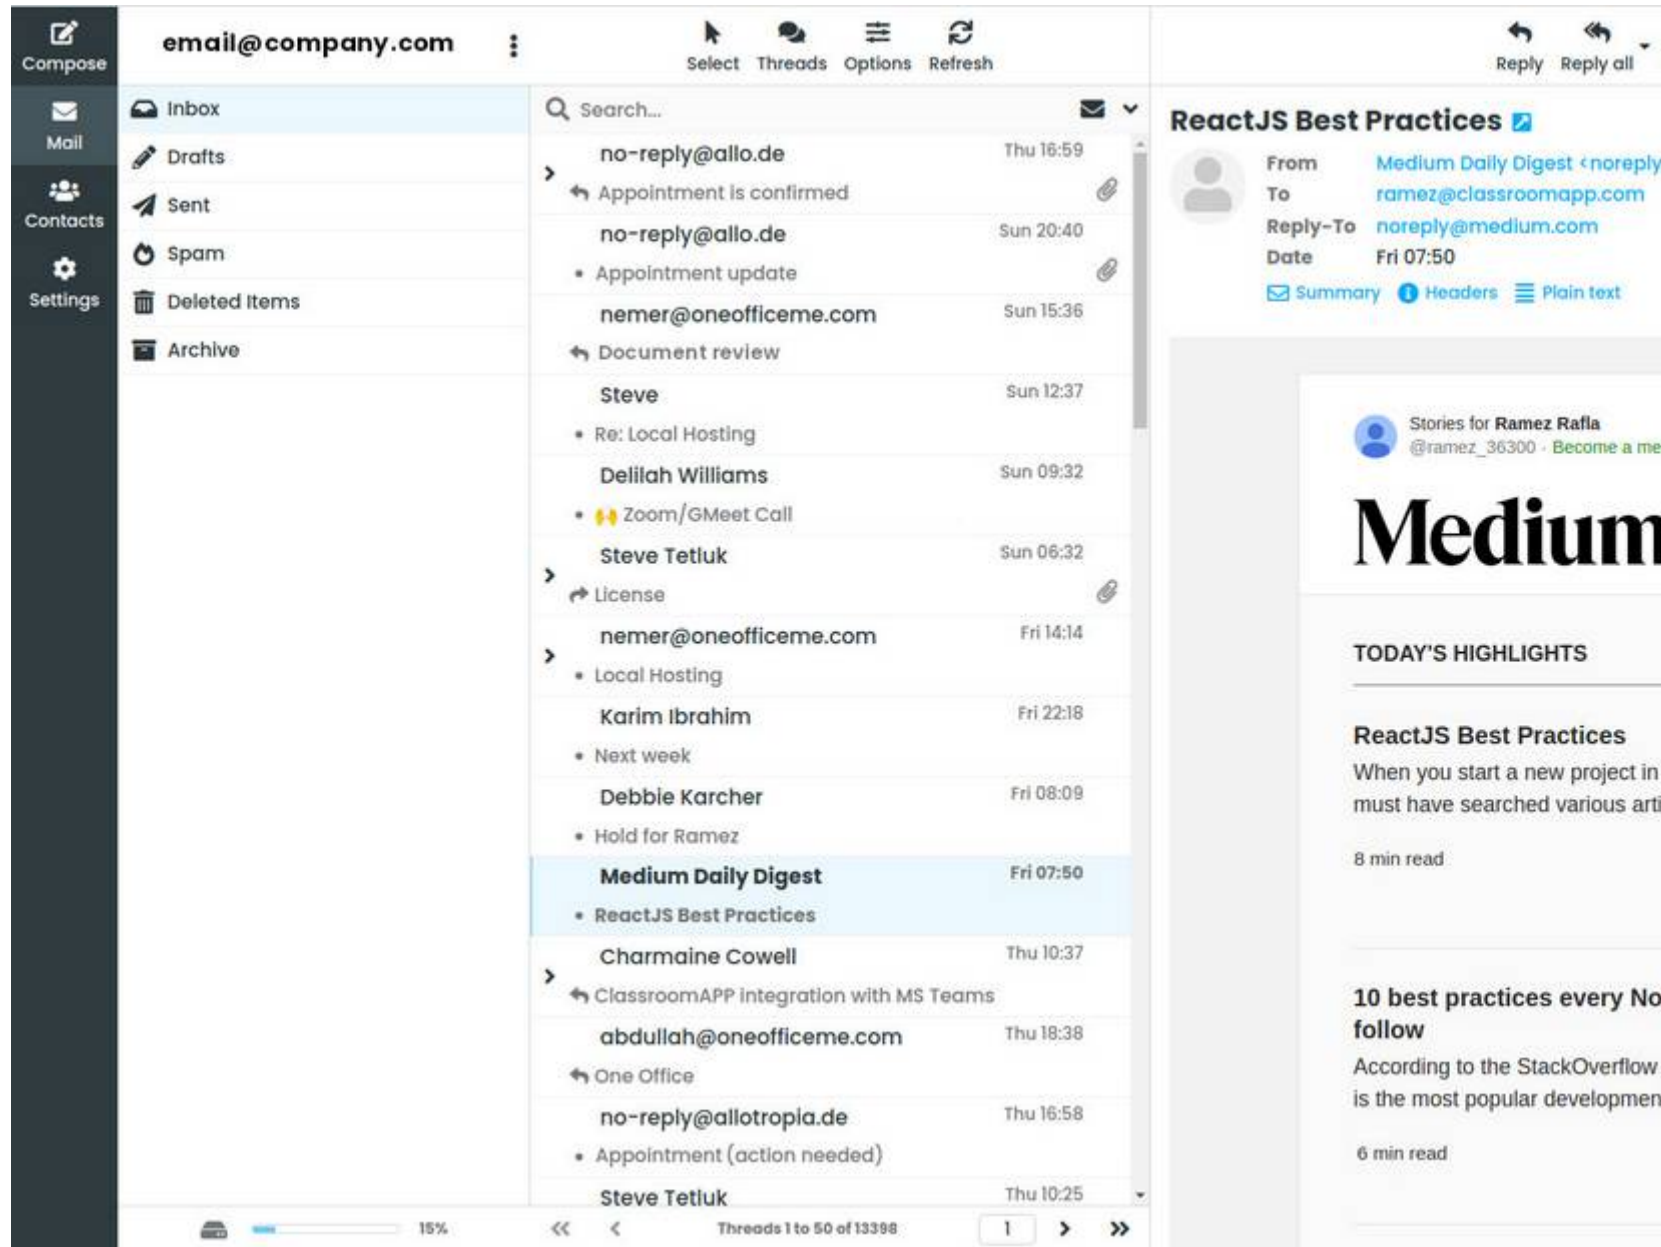 Compose
Mail
Contacts
Settings
email@company.com
Inbox
Drafts
Sent
Spam
Deleted Items
Archive
15%
Select Threads Options Refresh
Search...
no-reply@allo.de Thu 16:59
Appointment is confirmed
no-reply@allo.de Sun 20:40
Appointment update
nemer@oneofficeme.com Sun 15:36
Document review
Steve Sun 12:37
Re: Local Hosting
Delilah Williams Sun 09:32
🙌 Zoom/GMeet Call
Steve Tetluk Sun 06:32
License
nemer@oneofficeme.com Fri 14:14
Local Hosting
Karim Ibrahim Fri 22:18
Next week
Debbie Karcher Fri 08:09
Hold for Ramez
Medium Daily Digest Fri 07:50
ReactJS Best Practices
Charmaine Cowell Thu 10:37
ClassroomAPP integration with MS Teams
abdullah@oneofficeme.com Thu 18:38
One Office
no-reply@allotropia.de Thu 16:58
Appointment (action needed)
Steve Tetluk Thu 10:25
Threads 1 to 50 of 13398 1
Reply Reply all
ReactJS Best Practices
From Medium Daily Digest <noreply
To ramez@classroomapp.com
Reply-To noreply@medium.com
Date Fri 07:50
Summary Headers Plain text
Stories for Ramez Rafla
@ramez_36300 · Become a me
Medium
TODAY'S HIGHLIGHTS
ReactJS Best Practices
When you start a new project in
must have searched various arti
8 min read
10 best practices every No
follow
According to the StackOverflow
is the most popular developmen
6 min read